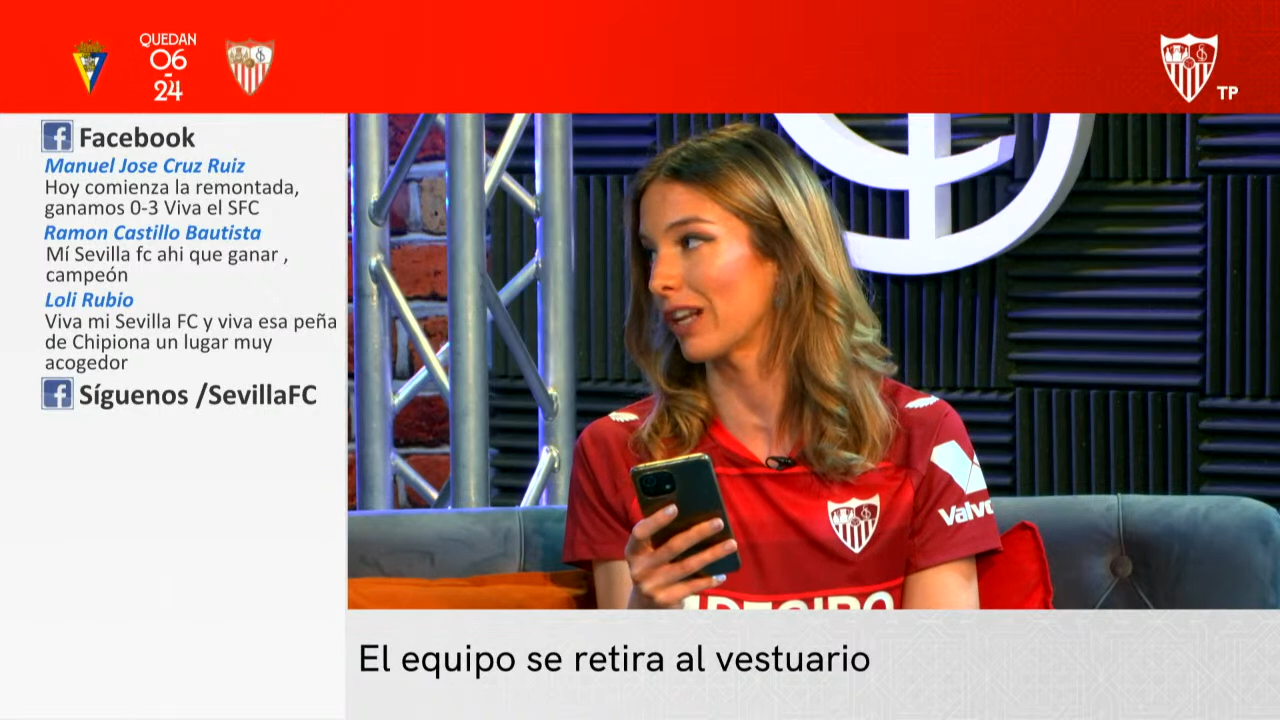 QUEDAN
06
-
24
TP
Facebook
Manuel Jose Cruz Ruiz
Hoy comienza la remontada,
ganamos 0-3 Viva el SFC
Ramon Castillo Bautista
Mí Sevilla fc ahi que ganar ,
campeón
Loli Rubio
Viva mi Sevilla FC y viva esa peña
de Chipiona un lugar muy
acogedor
Síguenos /SevillaFC
El equipo se retira al vestuario